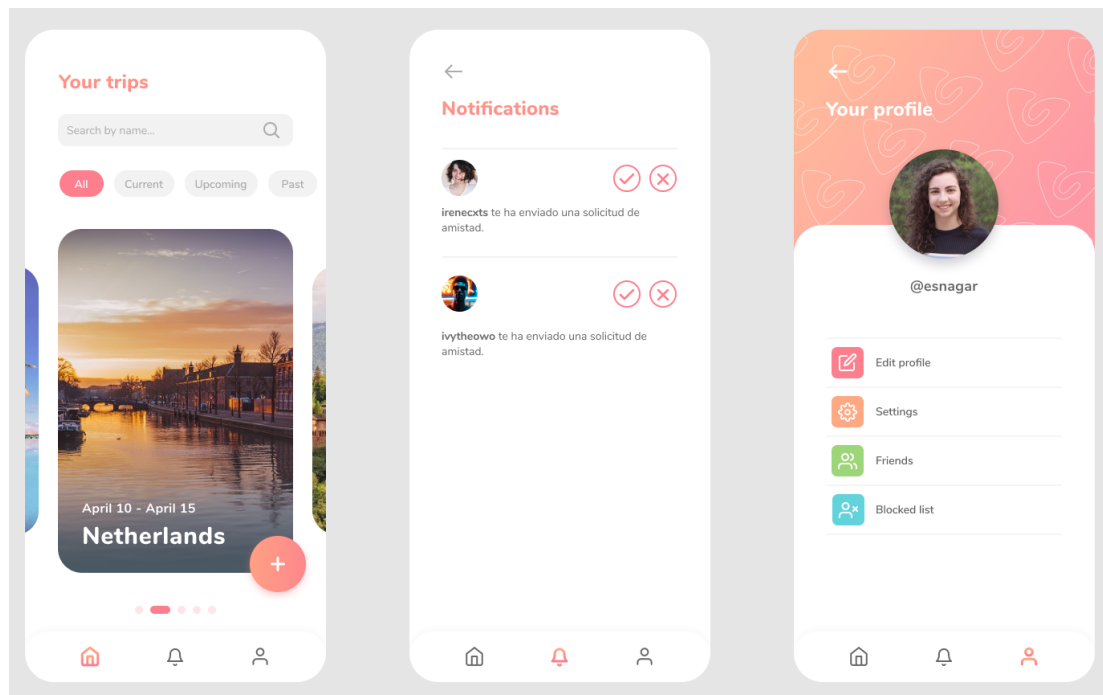 Your trips
Search by name...
All
Current
Upcoming
Past
April 10 - April 15
Netherlands
+
Notifications
irenecxts te ha enviado una solicitud de
amistad.
ivytheowo te ha enviado una solicitud de
amistad.
Your profile
@esnagar
Edit profile
Settings
Friends
Blocked list